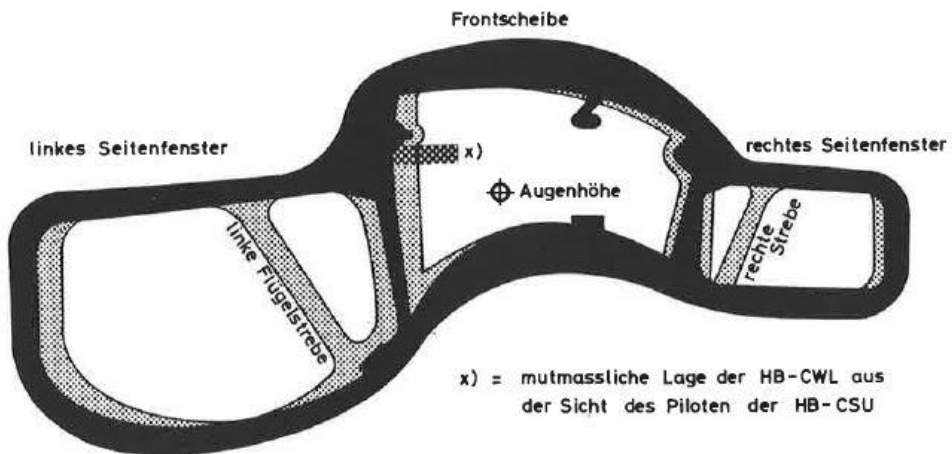 Frontscheibe
linkes Seitenfenster
rechtes Seitenfenster
x)
Augenhöhe
linke Flügelstrebe
rechte
Strebe
x) = mutmassliche Lage der HB-CWL aus
der Sicht des Piloten der HB-CSU